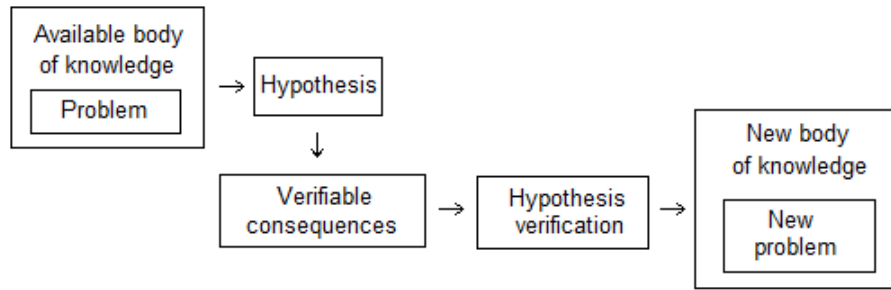 Available body
of knowledge
Problem
Hypothesis
Verifiable
consequences
Hypothesis
verification
New body
of knowledge
New
problem